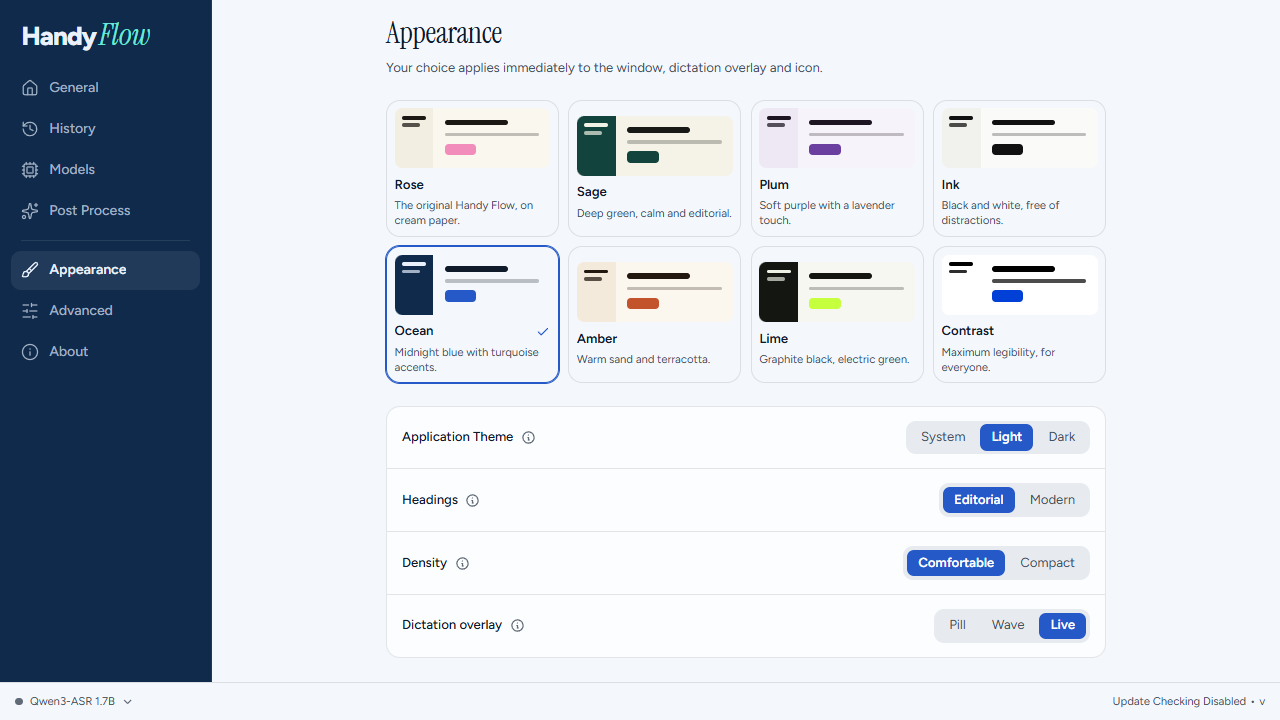 Handy Flow
General
History
Models
Post Process
Appearance
Advanced
About
Appearance
Your choice applies immediately to the window, dictation overlay and icon.
Rose
The original Handy Flow, on
cream paper.
Sage
Deep green, calm and editorial.
Plum
Soft purple with a lavender
touch.
Ink
Black and white, free of
distractions.
Ocean
Midnight blue with turquoise
accents.
Amber
Warm sand and terracotta.
Lime
Graphite black, electric green.
Contrast
Maximum legibility, for
everyone.
Application Theme
System Light Dark
Headings
Editorial Modern
Density
Comfortable Compact
Dictation overlay
Pill Wave Live
Qwen3-ASR 1.7B
Update Checking Disabled • v